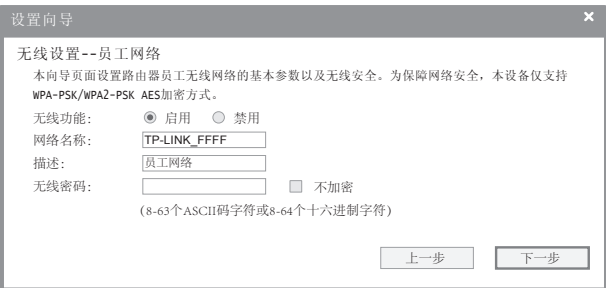 设置向导
无线设置--员工网络
本向导页面设置路由器员工无线网络的基本参数以及无线安全。为保障网络安全，本设备仅支持
WPA-PSK/WPA2-PSK AES加密方式。
无线功能: 启用 禁用
网络名称: TP-LINK_FFFF
描述: 员工网络
无线密码: 不加密
(8-63个ASCII码字符或8-64个十六进制字符)
上一步 下一步